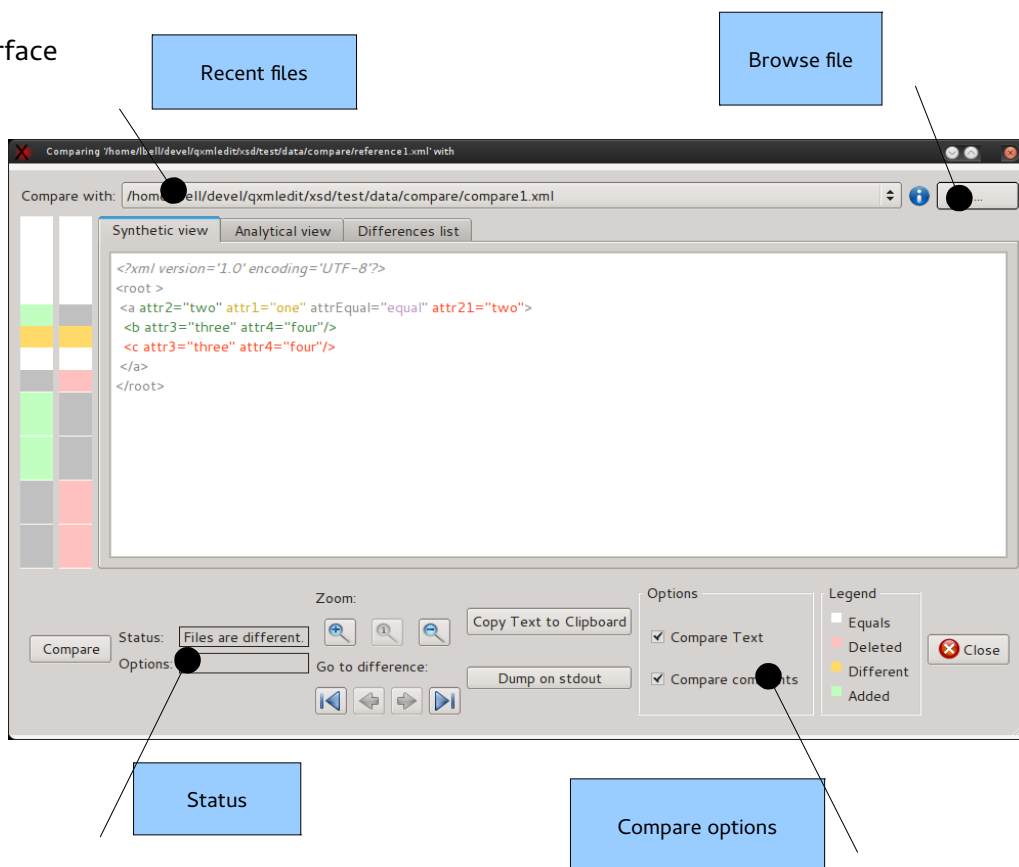 rface
Recent files
Browse file
Comparing '/home/lbell/devel/qxmledit/xsd/test/data/compare/reference1.xml' with
Compare with: /home ell/devel/qxmledit/xsd/test/data/compare/compare1.xml ...
Synthetic view Analytical view Differences list
<?xml version='1.0' encoding='UTF-8'?>
<root >
<a attr2="two" attr1="one" attrEqual="equal" attr21="two">
<b attr3="three" attr4="four"/>
<c attr3="three" attr4="four"/>
</a>
</root>
Compare
Status: Files are different.
Options:
Zoom:
Go to difference:
Copy Text to Clipboard
Dump on stdout
Options
Compare Text
Compare com nts
Legend
Equals
Deleted
Different
Added
Close
Status
Compare options